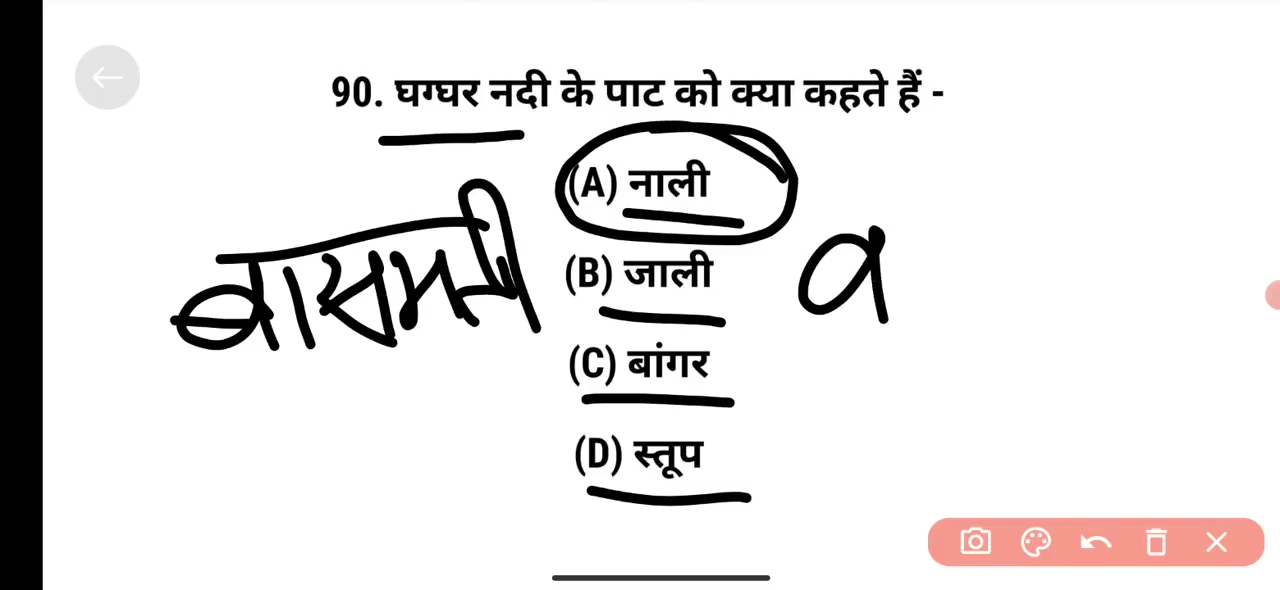 90. घग्घर नदी के पाट को क्या कहते हैं -
(A) नाली
(B) जाली
(C) बांगर
(D) स्तूप
बासमती